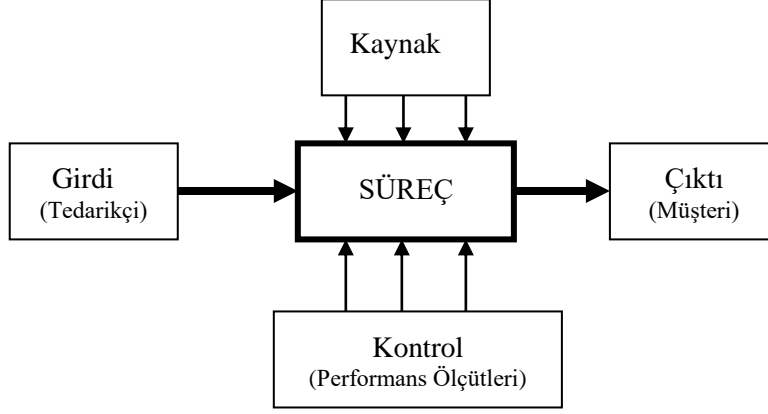 Kaynak
Girdi
(Tedarikçi)
SÜREÇ
Çıktı
(Müşteri)
Kontrol
(Performans Ölçütleri)